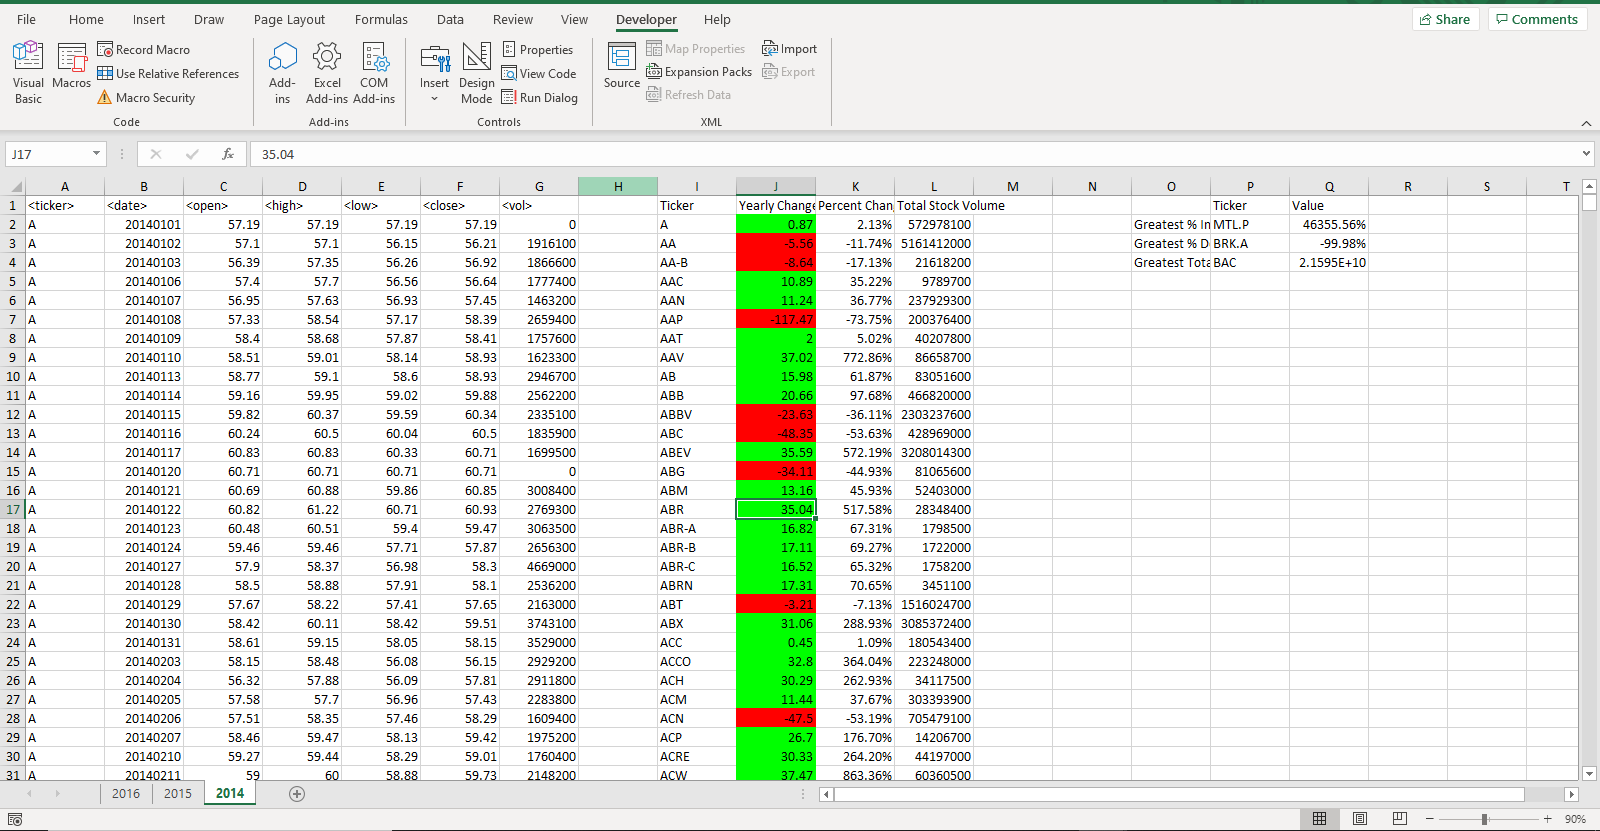 File Home Insert Draw Page Layout Formulas Data Review View Developer Help Share Comments
Visual Basic
Macros
Record Macro
Use Relative References
Macro Security
Code
Add-ins
Excel Add-ins
COM Add-ins
Add-ins
Insert
Design Mode
Properties
View Code
Run Dialog
Controls
Source
Map Properties
Expansion Packs
Refresh Data
Import
Export
XML
J17 fx 35.04
A B C D E F G H I J K L M N O P Q R S T
1 <ticker> <date> <open> <high> <low> <close> <vol> Ticker Yearly Change Percent Chan Total Stock Volume Ticker Value
2 A 20140101 57.19 57.19 57.19 57.19 0 A 0.87 2.13% 572978100 Greatest % In MTL.P 46355.56%
3 A 20140102 57.1 57.1 56.15 56.21 1916100 AA -5.56 -11.74% 5161412000 Greatest % D BRK.A -99.98%
4 A 20140103 56.39 57.35 56.26 56.92 1866600 AA-B -8.64 -17.13% 21618200 Greatest Tota BAC 2.1595E+10
5 A 20140106 57.4 57.7 56.56 56.64 1777400 AAC 10.89 35.22% 9789700
6 A 20140107 56.95 57.63 56.93 57.45 1463200 AAN 11.24 36.77% 237929300
7 A 20140108 57.33 58.54 57.17 58.39 2659400 AAP -117.47 -73.75% 200376400
8 A 20140109 58.4 58.68 57.87 58.41 1757600 AAT 2 5.02% 40207800
9 A 20140110 58.51 59.01 58.14 58.93 1623300 AAV 37.02 772.86% 86658700
10 A 20140113 58.77 59.1 58.6 58.93 2946700 AB 15.98 61.87% 83051600
11 A 20140114 59.16 59.95 59.02 59.88 2562200 ABB 20.66 97.68% 466820000
12 A 20140115 59.82 60.37 59.59 60.34 2335100 ABBV -23.63 -36.11% 2303237600
13 A 20140116 60.24 60.5 60.04 60.5 1835900 ABC -48.35 -53.63% 428969000
14 A 20140117 60.83 60.83 60.33 60.71 1699500 ABEV 35.59 572.19% 3208014300
15 A 20140120 60.71 60.71 60.71 60.71 0 ABG -34.11 -44.93% 81065600
16 A 20140121 60.69 60.88 59.86 60.85 3008400 ABM 13.16 45.93% 52403000
17 A 20140122 60.82 61.22 60.71 60.93 2769300 ABR 35.04 517.58% 28348400
18 A 20140123 60.48 60.51 59.4 59.47 3063500 ABR-A 16.82 67.31% 1798500
19 A 20140124 59.46 59.46 57.71 57.87 2656300 ABR-B 17.11 69.27% 1722000
20 A 20140127 57.9 58.37 56.98 58.3 4669000 ABR-C 16.52 65.32% 1758200
21 A 20140128 58.5 58.88 57.91 58.1 2536200 ABRN 17.31 70.65% 3451100
22 A 20140129 57.67 58.22 57.41 57.65 2163000 ABT -3.21 -7.13% 1516024700
23 A 20140130 58.42 60.11 58.42 59.51 3743100 ABX 31.06 288.93% 3085372400
24 A 20140131 58.61 59.15 58.05 58.15 3529000 ACC 0.45 1.09% 180543400
25 A 20140203 58.15 58.48 56.08 56.15 2929200 ACCO 32.8 364.04% 223248000
26 A 20140204 56.32 57.88 56.09 57.81 2911800 ACH 30.29 262.93% 34117500
27 A 20140205 57.58 57.7 56.96 57.43 2283800 ACM 11.44 37.67% 303393900
28 A 20140206 57.51 58.35 57.46 58.29 1609400 ACN -47.5 -53.19% 705479100
29 A 20140207 58.46 59.47 58.13 59.42 1975200 ACP 26.7 176.70% 14206700
30 A 20140210 59.27 59.44 58.29 59.01 1760400 ACRE 30.33 264.20% 44197000
31 A 20140211 59 60 58.88 59.73 2148200 ACW 37.47 863.36% 60360500
2016 2015 2014
90%